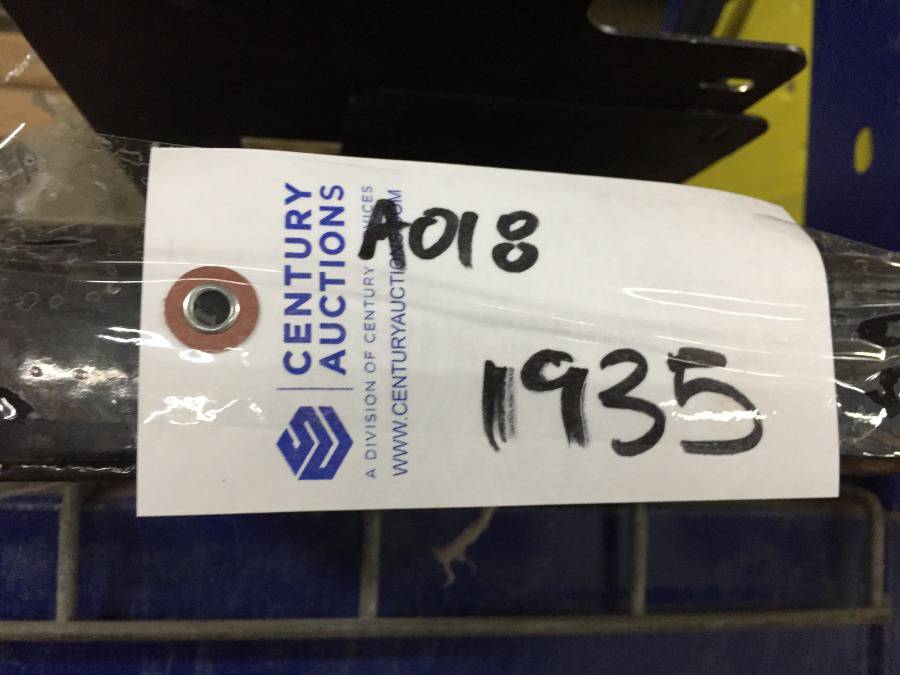 CENTURY
AUCTIONS
A DIVISION OF CENTURY
WWW.CENTURYAUCTIONS.COM
A018
1935